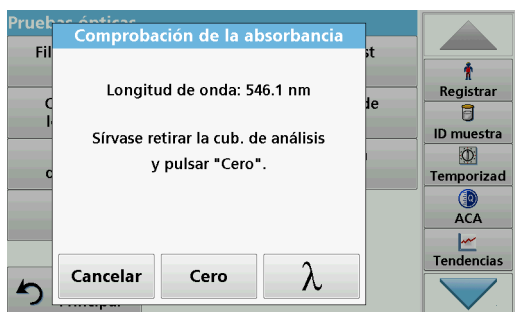 Pruebas ópticas
Comprobación de la absorbancia
Longitud de onda: 546.1 nm
Sírvase retirar la cub. de análisis
y pulsar "Cero".
Cancelar
Cero
λ
Registrar
ID muestra
Temporizad
ACA
Tendencias